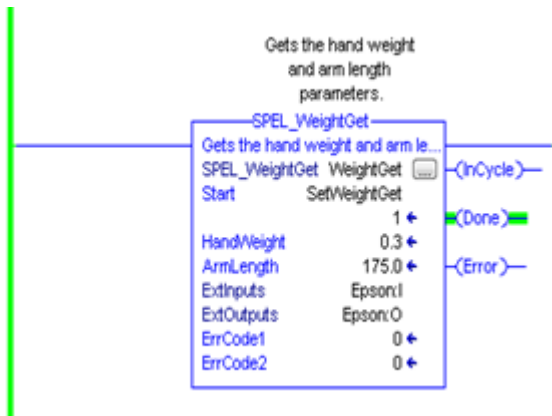 Gets the hand weight
and arm length
parameters.
SPEL_WeightGet
Gets the hand weight and arm le...
SPEL_WeightGet WeightGet ... (InCycle)
Start SetWeightGet
1 (Done)
HandWeight 0.3
ArmLength 175.0 (Error)
ExtInputs Epson:I
ExtOutputs Epson:O
ErrCode1 0
ErrCode2 0